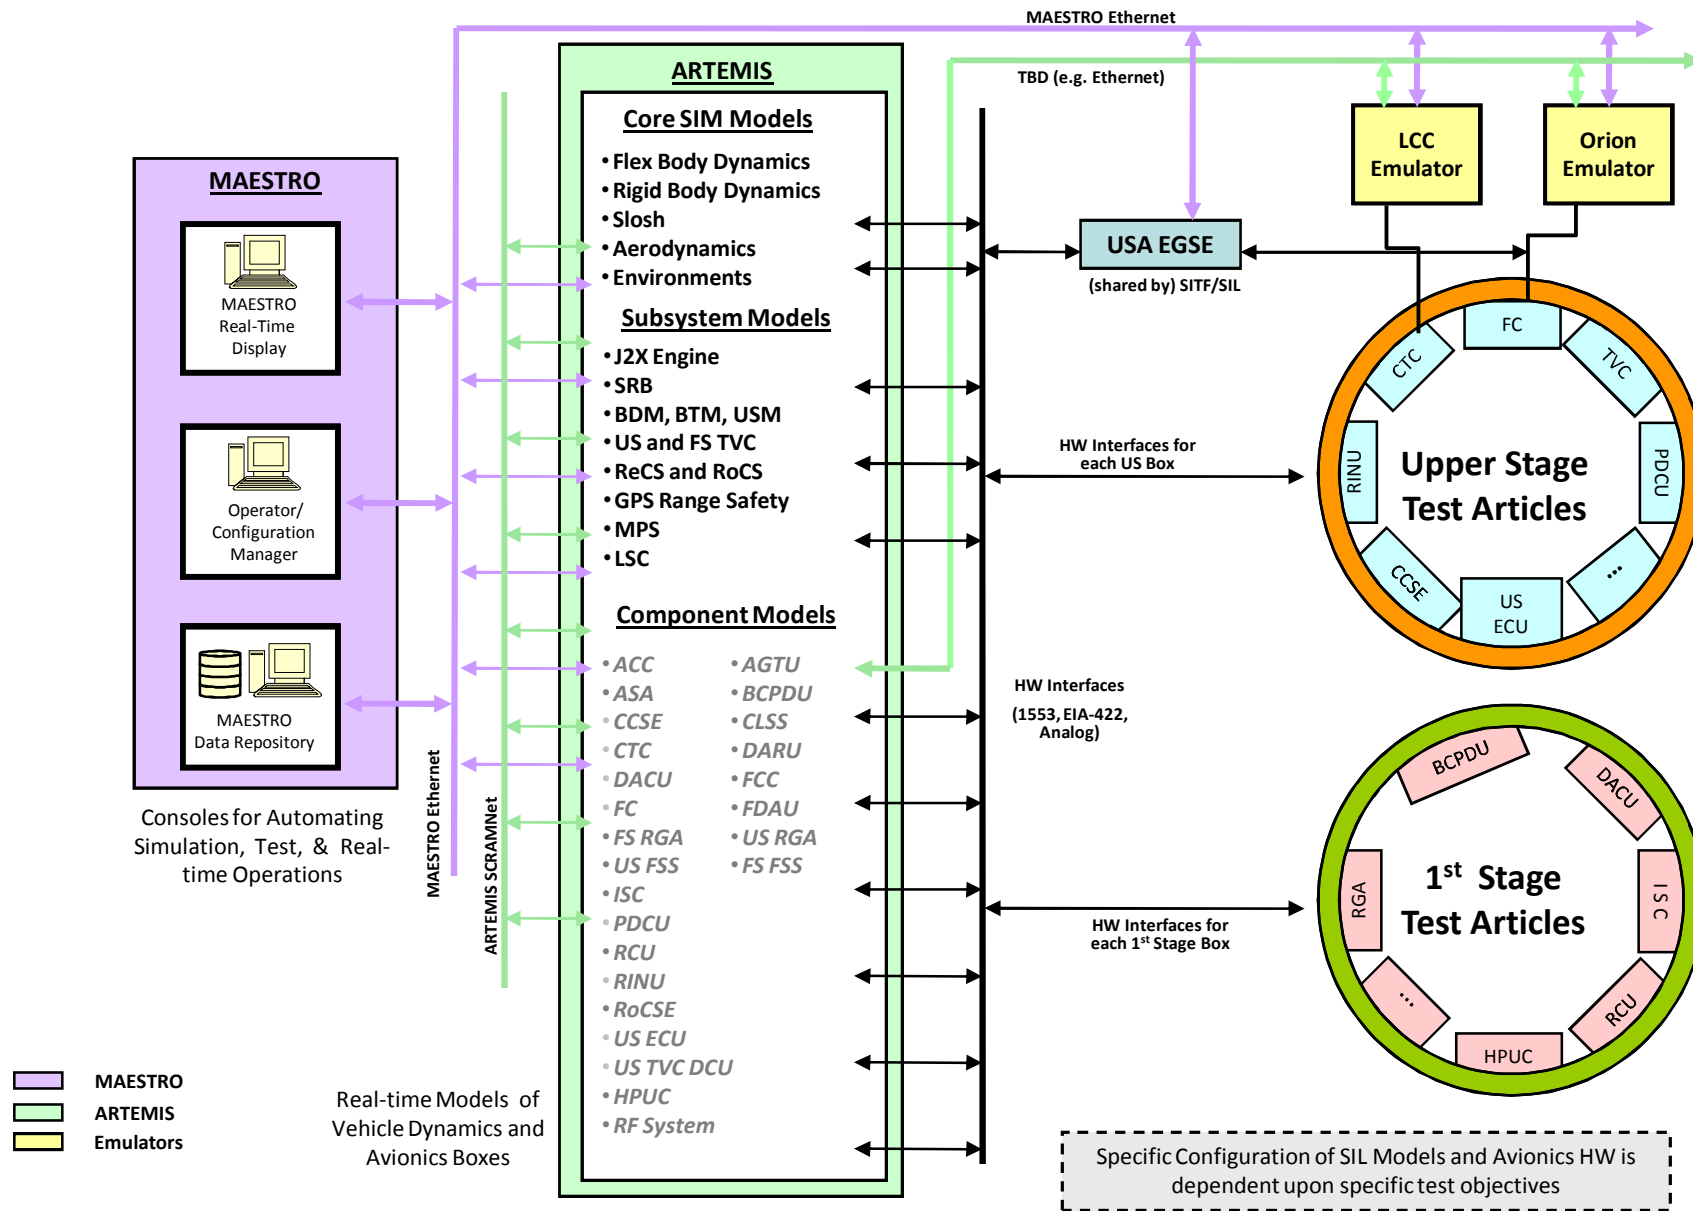 MAESTRO Ethernet
TBD (e.g. Ethernet)
ARTEMIS
Core SIM Models
• Flex Body Dynamics
• Rigid Body Dynamics
• Slosh
• Aerodynamics
• Environments
Subsystem Models
• J2X Engine
• SRB
• BDM, BTM, USM
• US and FS TVC
• ReCS and RoCS
• GPS Range Safety
• MPS
• LSC
Component Models
• ACC
• ASA
• CCSE
• CTC
• DACU
• FC
• FS RGA
• US FSS
• ISC
• PDCU
• RCU
• RINU
• RoCSE
• US ECU
• US TVC DCU
• HPUC
• RF System
• AGTU
• BCPDU
• CLSS
• DARU
• FCC
• FDAU
• US RGA
• FS FSS
MAESTRO
MAESTRO
Real-Time
Display
Operator/
Configuration
Manager
MAESTRO
Data Repository
Consoles for Automating
Simulation, Test, & Real-
time Operations
MAESTRO Ethernet
ARTEMIS SCRAMNet
LCC
Emulator
Orion
Emulator
USA EGSE
(shared by) SITF/SIL
HW Interfaces for
each US Box
HW Interfaces
(1553, EIA-422,
Analog)
HW Interfaces for
each 1st Stage Box
Upper Stage
Test Articles
FC
TVC
PDCU
...
US
ECU
CCSE
RINU
CTC
1st Stage
Test Articles
BCPDU
DACU
I S C
RCU
HPUC
...
RGA
MAESTRO
ARTEMIS
Emulators
Real-time Models of
Vehicle Dynamics and
Avionics Boxes
Specific Configuration of SIL Models and Avionics HW is
dependent upon specific test objectives